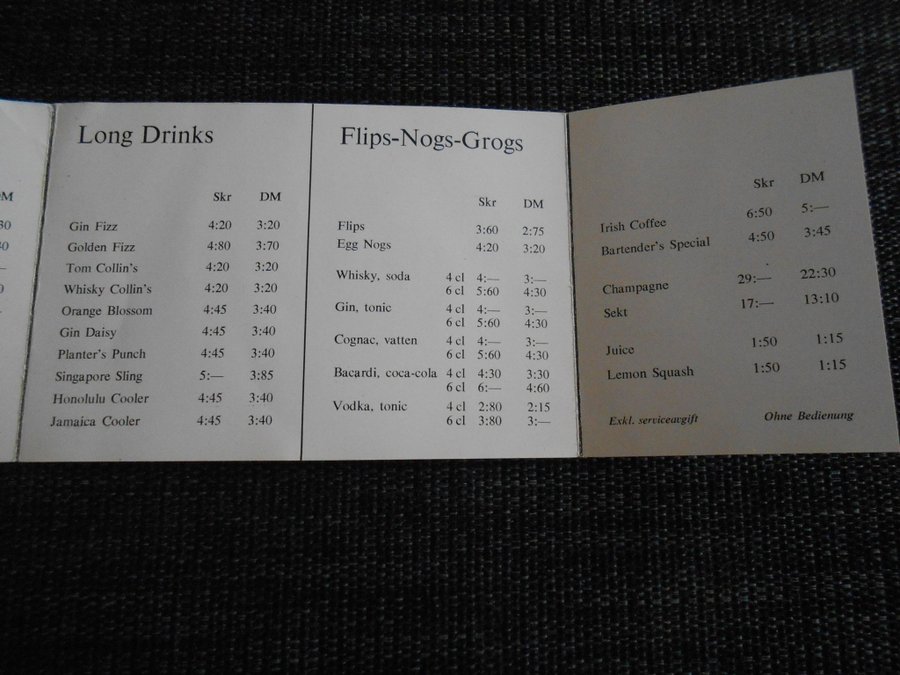 DM
Long Drinks
Skr DM
Gin Fizz 4:20 3:20
Golden Fizz 4:80 3:70
Tom Collin's 4:20 3:20
Whisky Collin's 4:20 3:20
Orange Blossom 4:45 3:40
Gin Daisy 4:45 3:40
Planter's Punch 4:45 3:40
Singapore Sling 5:— 3:85
Honolulu Cooler 4:45 3:40
Jamaica Cooler 4:45 3:40
Flips-Nogs-Grogs
Skr DM
Flips 3:60 2:75
Egg Nogs 4:20 3:20
Whisky, soda 4 cl 4:— 3:—
6 cl 5:60 4:30
Gin, tonic 4 cl 4:— 3:—
6 cl 5:60 4:30
Cognac, vatten 4 cl 4:— 3:—
6 cl 5:60 4:30
Bacardi, coca-cola 4 cl 4:30 3:30
6 cl 6:— 4:60
Vodka, tonic 4 cl 2:80 2:15
6 cl 3:80 3:—
Skr DM
Irish Coffee 6:50 5:—
Bartender's Special 4:50 3:45
Champagne 29:— 22:30
Sekt 17:— 13:10
Juice 1:50 1:15
Lemon Squash 1:50 1:15
Exkl. serviceavgift Ohne Bedienung